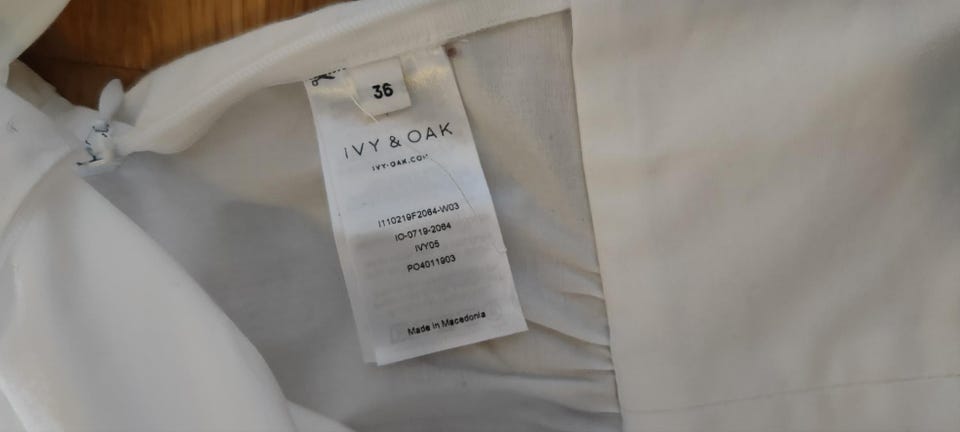 36
IVY & OAK
IVY-OAK.COM
I110219F2064-W03
IO-0719-2064
IVY05
PO4011903
Made in Macedonia